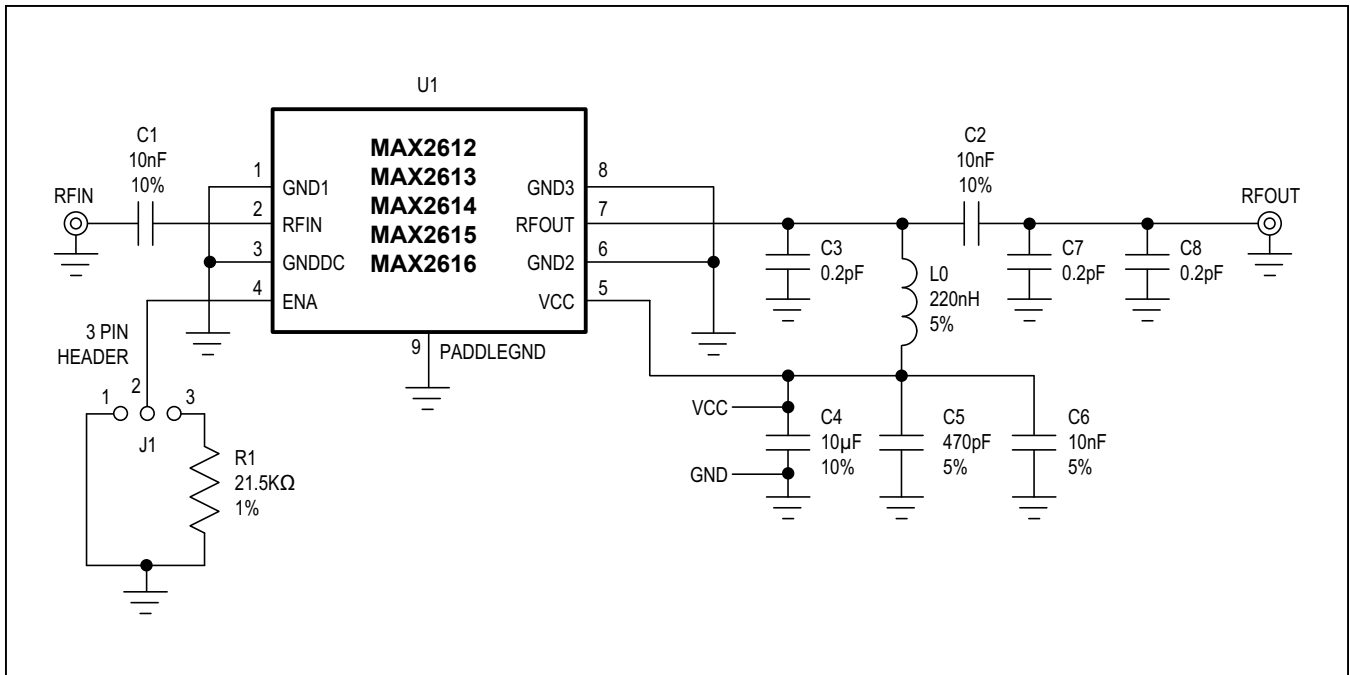 U1
C1
10nF
10%
RFIN
1
2
3
4
GND1
RFIN
GNDDC
ENA
MAX2612
MAX2613
MAX2614
MAX2615
MAX2616
GND3
RFOUT
GND2
VCC
8
7
6
5
9
PADDLEGND
C2
10nF
10%
RFOUT
C3
0.2pF
L0
220nH
5%
C7
0.2pF
C8
0.2pF
3 PIN
HEADER
1
2
3
J1
R1
21.5KΩ
1%
VCC
GND
C4
10µF
10%
C5
470pF
5%
C6
10nF
5%